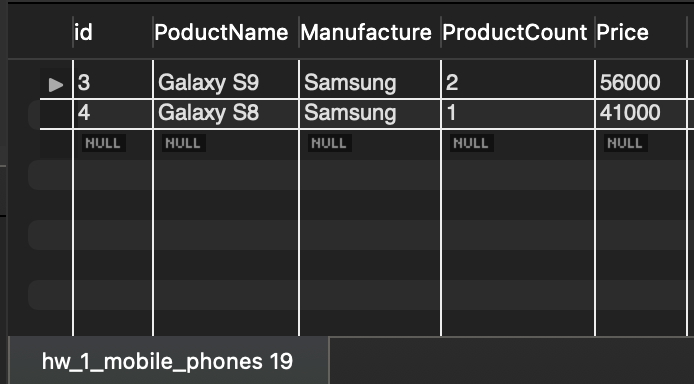 id PoductName Manufacture ProductCount Price
3 Galaxy S9 Samsung 2 56000
4 Galaxy S8 Samsung 1 41000
NULL NULL NULL NULL NULL
hw_1_mobile_phones 19